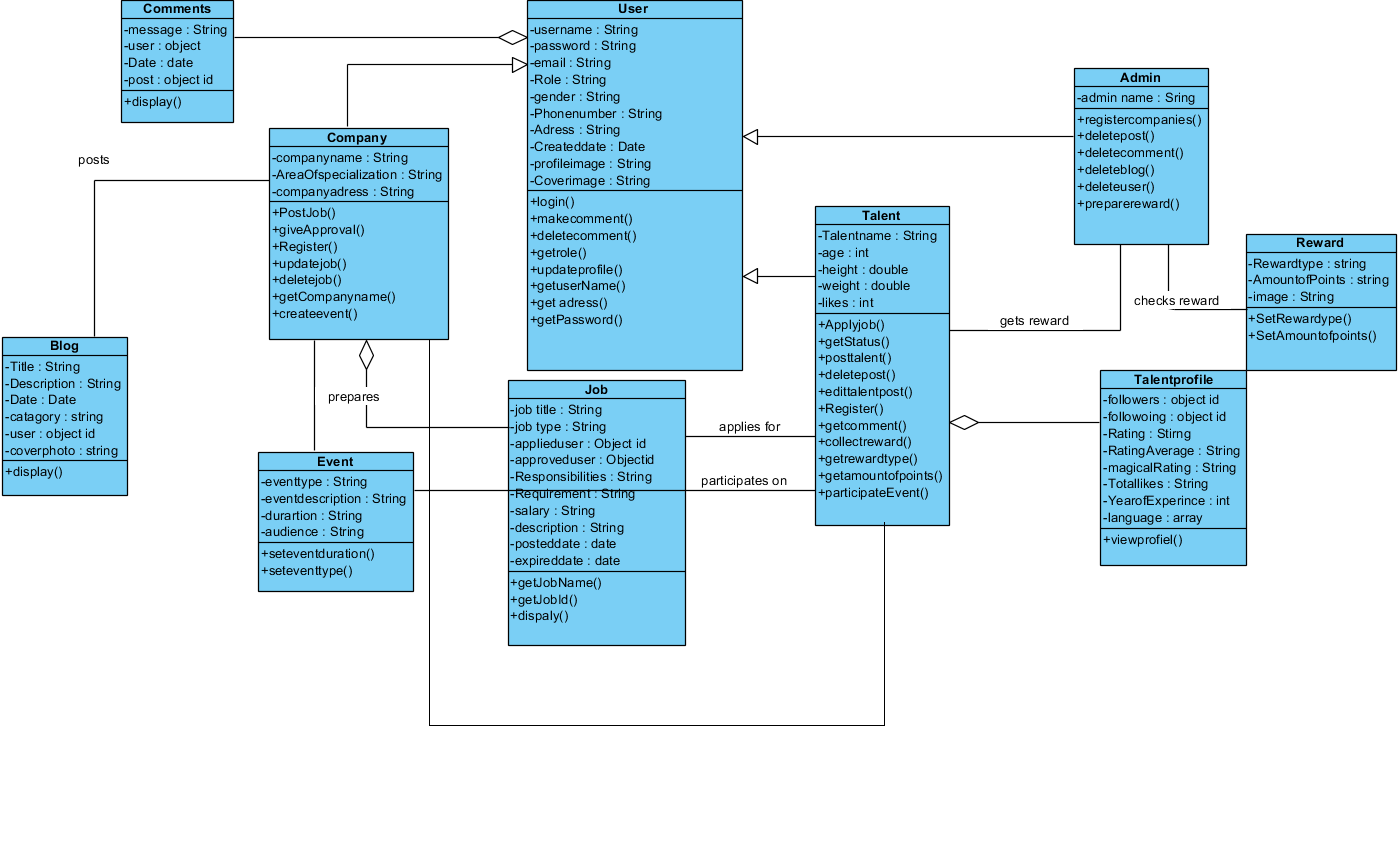 Comments
-message : String
-user : object
-Date : date
-post : object id
+display()
User
-username : String
-password : String
-email : String
-Role : String
-gender : String
-Phonenumber : String
-Adress : String
-Createddate : Date
-profileimage : String
-Coverimage : String
+login()
+makecomment()
+deletecomment()
+getrole()
+updateprofile()
+getuserName()
+get adress()
+getPassword()
Admin
-admin name : Sring
+registercompanies()
+deletepost()
+deletecomment()
+deleteblog()
+deleteuser()
+preparereward()
Company
-companyname : String
-AreaOfspecialization : String
-companyadress : String
+PostJob()
+giveApproval()
+Register()
+updatejob()
+deletejob()
+getCompanyname()
+createevent()
posts
Talent
-Talentname : String
-age : int
-height : double
-weight : double
-likes : int
+Applyjob()
+getStatus()
+posttalent()
+deletepost()
+edittalentpost()
+Register()
+getcomment()
+collectreward()
+getrewardtype()
+getamountofpoints()
+participateEvent()
Reward
-Rewardtype : string
-AmountofPoints : string
-image : String
+SetRewardype()
+SetAmountofpoints()
checks reward
gets reward
Blog
-Title : String
-Description : String
-Date : Date
-catagory : string
-user : object id
-coverphoto : string
+display()
prepares
Job
-job title : String
-job type : String
-applieduser : Object id
-approveduser : Objectid
-Responsibilities : String
-Requirement : String
-salary : String
-description : String
-posteddate : date
-expireddate : date
+getJobName()
+getJobId()
+dispaly()
applies for
participates on
Talentprofile
-followers : object id
-followoing : object id
-Rating : Stirng
-RatingAverage : String
-magicalRating : String
-Totallikes : String
-YearofExperince : int
-language : array
+viewprofiel()
Event
-eventtype : String
-eventdescription : String
-durartion : String
-audience : String
+seteventduration()
+seteventtype()